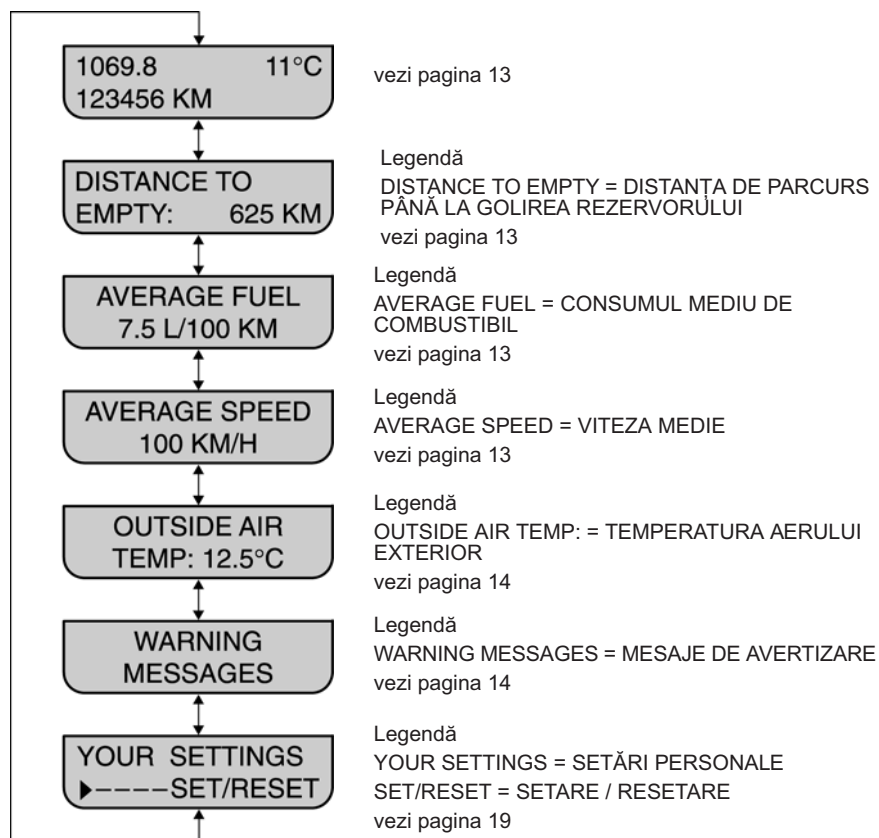 1069.8 11°C
123456 KM
vezi pagina 13
DISTANCE TO
EMPTY: 625 KM
Legendă
DISTANCE TO EMPTY = DISTANȚA DE PARCURS
PÂNĂ LA GOLIREA REZERVORULUI
vezi pagina 13
AVERAGE FUEL
7.5 L/100 KM
Legendă
AVERAGE FUEL = CONSUMUL MEDIU DE
COMBUSTIBIL
vezi pagina 13
AVERAGE SPEED
100 KM/H
Legendă
AVERAGE SPEED = VITEZA MEDIE
vezi pagina 13
OUTSIDE AIR
TEMP: 12.5°C
Legendă
OUTSIDE AIR TEMP: = TEMPERATURA AERULUI
EXTERIOR
vezi pagina 14
WARNING
MESSAGES
Legendă
WARNING MESSAGES = MESAJE DE AVERTIZARE
vezi pagina 14
YOUR SETTINGS
▶----SET/RESET
Legendă
YOUR SETTINGS = SETĂRI PERSONALE
SET/RESET = SETARE / RESETARE
vezi pagina 19